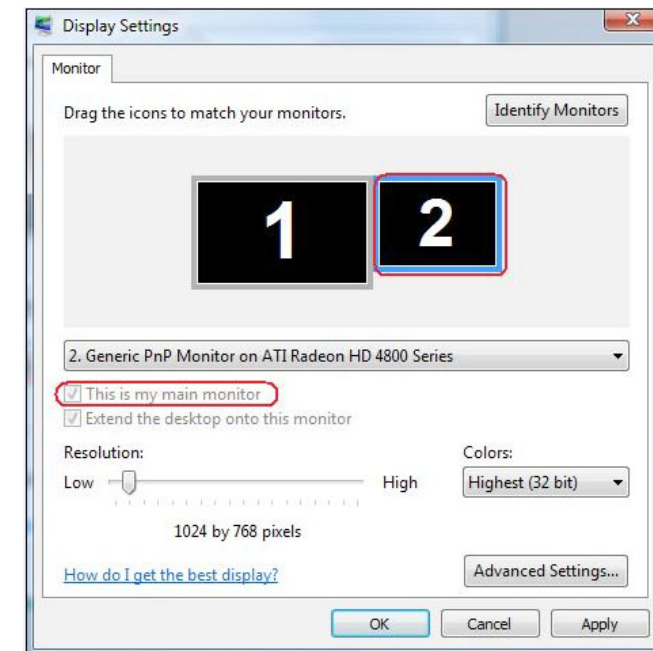 Display Settings
Monitor
Drag the icons to match your monitors.
Identify Monitors
1
2
2. Generic PnP Monitor on ATI Radeon HD 4800 Series
This is my main monitor
Extend the desktop onto this monitor
Resolution:
Colors:
Low
High
Highest (32 bit)
1024 by 768 pixels
How do I get the best display?
Advanced Settings...
OK
Cancel
Apply